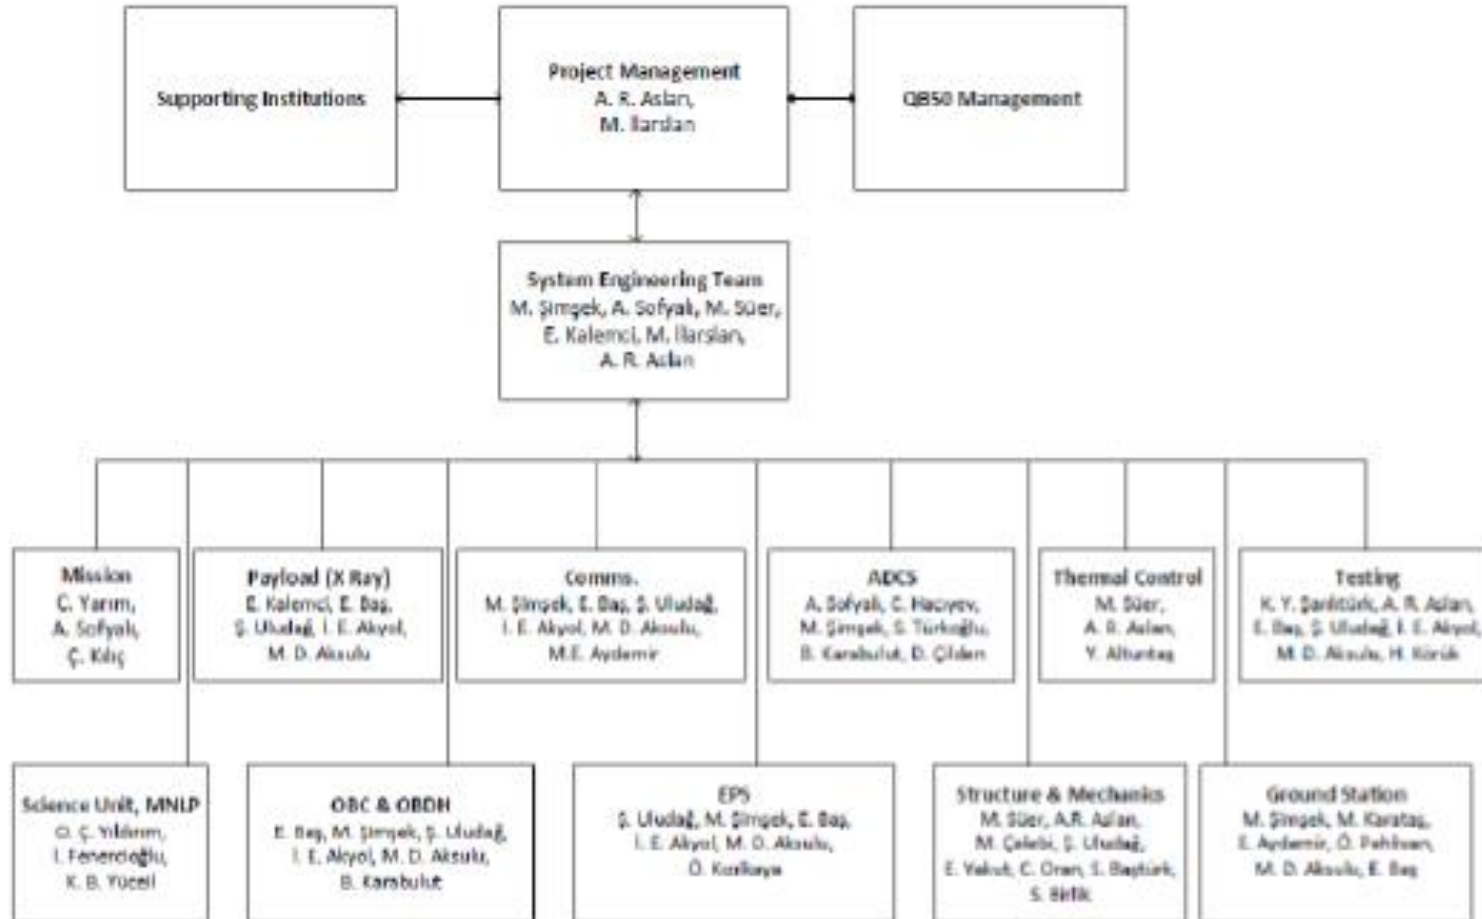 Supporting Institutions
Project Management
A. R. Aslan,
M. İlarslan
QB50 Management
System Engineering Team
M. Şimşek, A. Sofyalı, M. Süer,
E. Kalemci, M. İlarslan,
A. R. Aslan
Mission
C. Yarım,
A. Sofyalı,
Ç. Kılıç
Payload (X Ray)
E. Kalemci, E. Baş,
Ş. Uludağ, İ. E. Akyol,
M. D. Aksulu
Comms.
M. Şimşek, E. Baş, Ş. Uludağ,
İ. E. Akyol, M. D. Aksulu,
M.E. Aydemir
ADCS
A. Sofyalı, C. Hacıyev,
M. Şimşek, S. Türkoğlu,
B. Karabulut, D. Çilden
Thermal Control
M. Süer,
A. R. Aslan,
Y. Altuntaş
Testing
K. Y. Şanlıtürk, A. R. Aslan,
E. Baş, Ş. Uludağ, İ. E. Akyol,
M. D. Aksulu, H. Körük
Science Unit, MNLP
O. Ç. Yıldırım,
İ. Fenercioğlu,
K. B. Yücell
OBC & OBDH
E. Baş, M. Şimşek, Ş. Uludağ,
İ. E. Akyol, M. D. Aksulu,
B. Karabulut
EPS
Ş. Uludağ, M. Şimşek, E. Baş,
İ. E. Akyol, M. D. Aksulu,
Ö. Kızılkaya
Structure & Mechanics
M. Süer, A.R. Aslan,
M. Çelebi, Ş. Uludağ,
E. Yakut, C. Oran, S. Baştürk,
S. Birlik
Ground Station
M. Şimşek, M. Karataş,
E. Aydemir, Ö. Pehlivan,
M. D. Aksulu, E. Baş